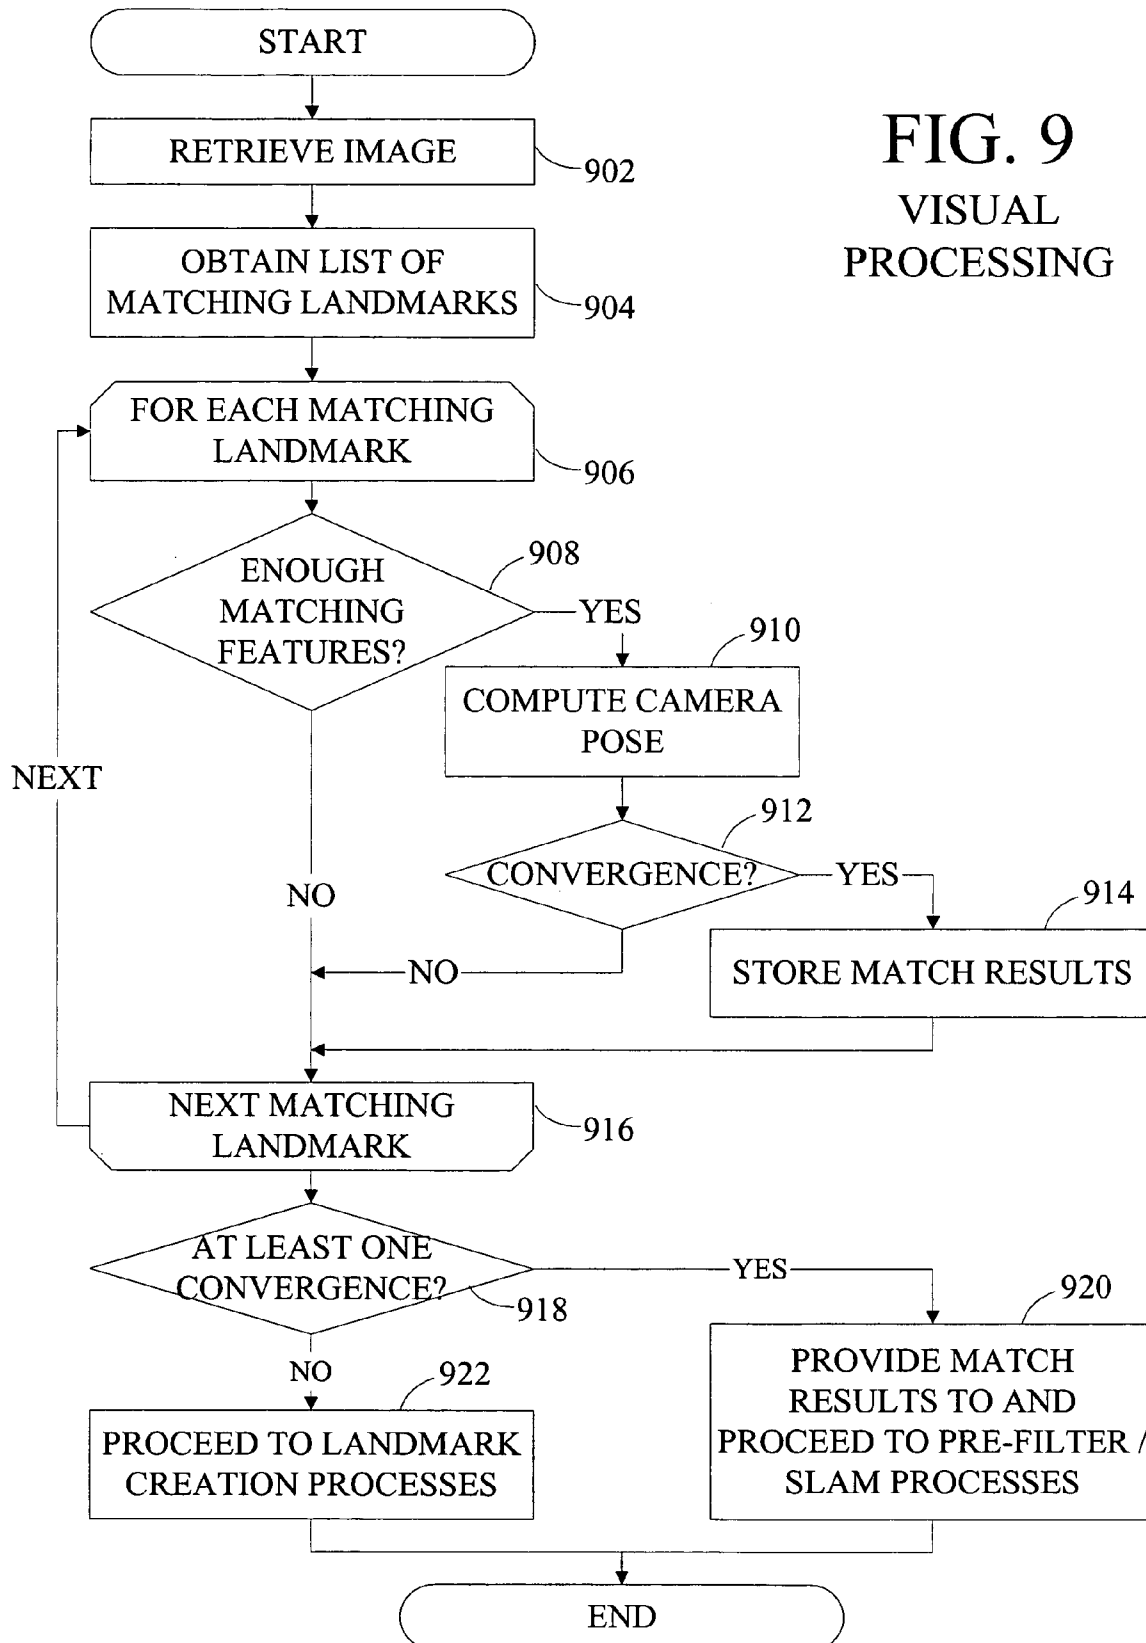 START
FIG. 9
VISUAL
PROCESSING
RETRIEVE IMAGE
902
OBTAIN LIST OF
MATCHING LANDMARKS
904
FOR EACH MATCHING
LANDMARK
906
ENOUGH
MATCHING
FEATURES?
908
YES
910
COMPUTE CAMERA
POSE
NEXT
912
CONVERGENCE?
YES
NO
914
NO
STORE MATCH RESULTS
NEXT MATCHING
LANDMARK
916
AT LEAST ONE
CONVERGENCE?
918
YES
920
NO
922
PROVIDE MATCH
RESULTS TO AND
PROCEED TO PRE-FILTER /
SLAM PROCESSES
PROCEED TO LANDMARK
CREATION PROCESSES
END